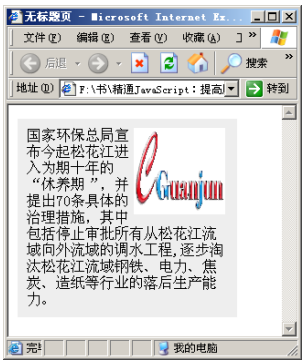 无标题页 - Microsoft Internet Ex...
文件(F) 编辑(E) 查看(V) 收藏(A) »
后退 搜索 »
地址(D) F:\书\精通JavaScript：提高 转到
国家环保总局宣
布今起松花江进
入为期十年的
“休养期 ”，并
提出70条具体的
治理措施，其中
CGuanjun
包括停止审批所有从松花江流
域向外流域的调水工程,逐步淘
汰松花江流域钢铁、电力、焦
炭、造纸等行业的落后生产能
力。
我的电脑